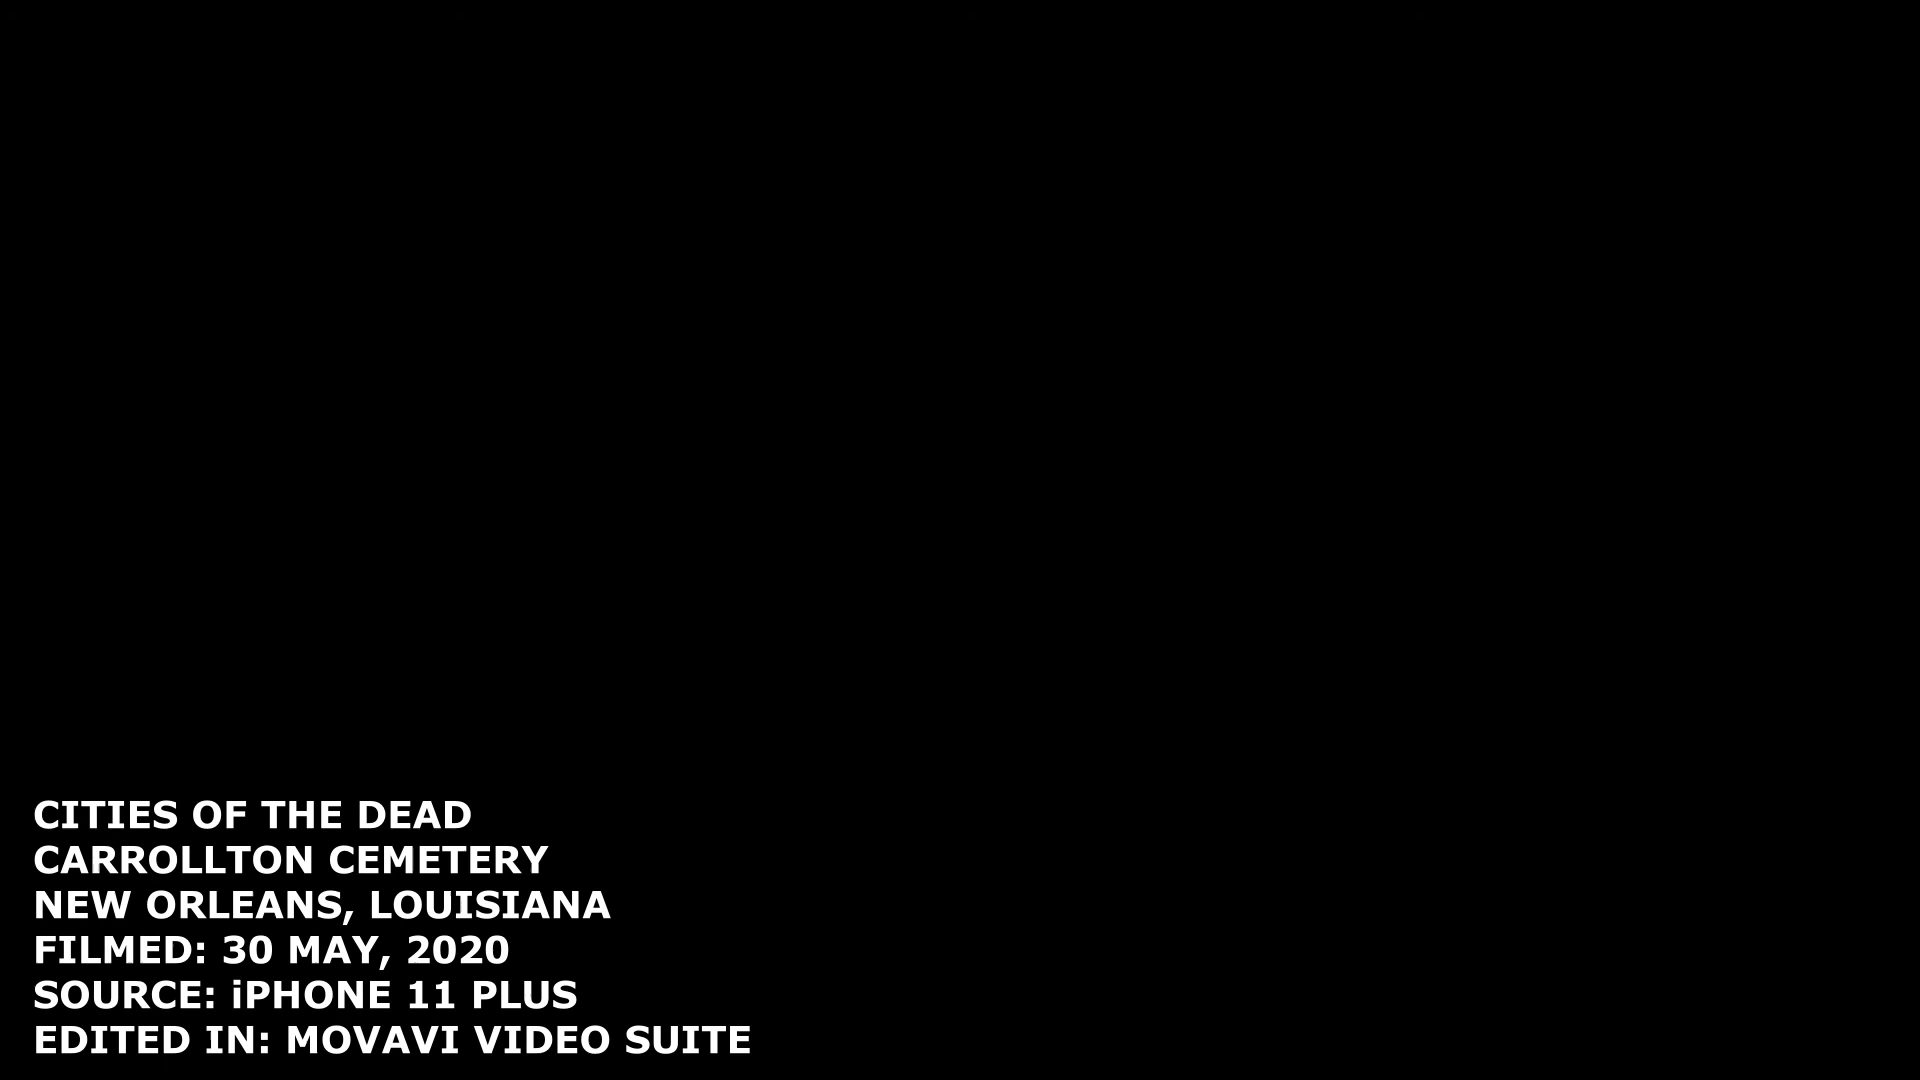 CITIES OF THE DEAD
CARROLLTON CEMETERY
NEW ORLEANS, LOUISIANA
FILMED: 30 MAY, 2020
SOURCE: iPHONE 11 PLUS
EDITED IN: MOVAVI VIDEO SUITE